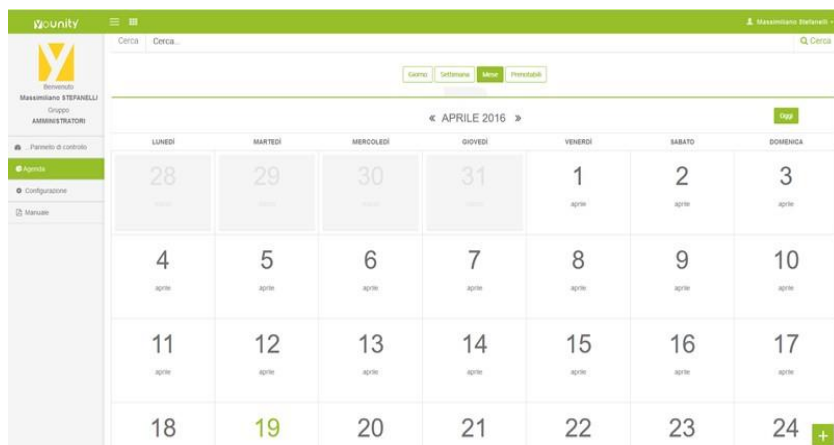 Younity
Massimiliano Stefanelli
Cerca Cerca... Cerca
Benvenuto
Massimiliano STEFANELLI
Gruppo
AMMINISTRATORI
...Pannello di controllo
Agenda
Configurazione
Manuale
Giorno Settimana Mese Prenotabili
« APRILE 2016 » Oggi
LUNEDÌ MARTEDÌ MERCOLEDÌ GIOVEDÌ VENERDÌ SABATO DOMENICA
28 29 30 31 1 2 3
aprile aprile aprile
4 5 6 7 8 9 10
aprile aprile aprile aprile aprile aprile aprile
11 12 13 14 15 16 17
aprile aprile aprile aprile aprile aprile aprile
18 19 20 21 22 23 24
+